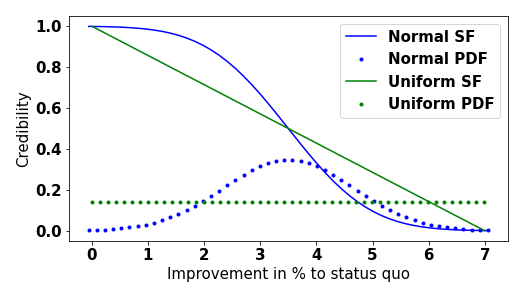 Normal SF
Normal PDF
Uniform SF
Uniform PDF
1.0
0.8
0.6
0.4
0.2
0.0
Credibility
0 1 2 3 4 5 6 7
Improvement in % to status quo